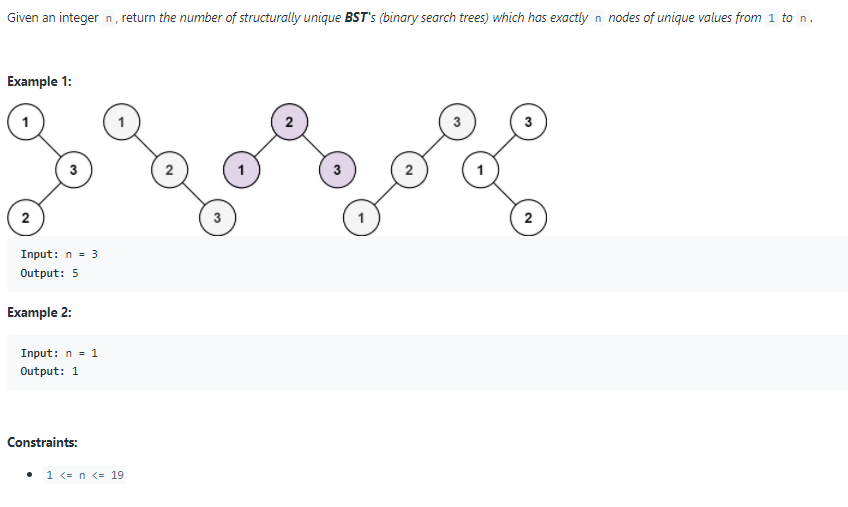 Given an integer n, return the number of structurally unique BST's (binary search trees) which has exactly n nodes of unique values from 1 to n.
Example 1:
1 1 2 3 3
3 2 1 3 2 1
2 3 1 2
Input: n = 3
Output: 5
Example 2:
Input: n = 1
Output: 1
Constraints:
• 1 <= n <= 19